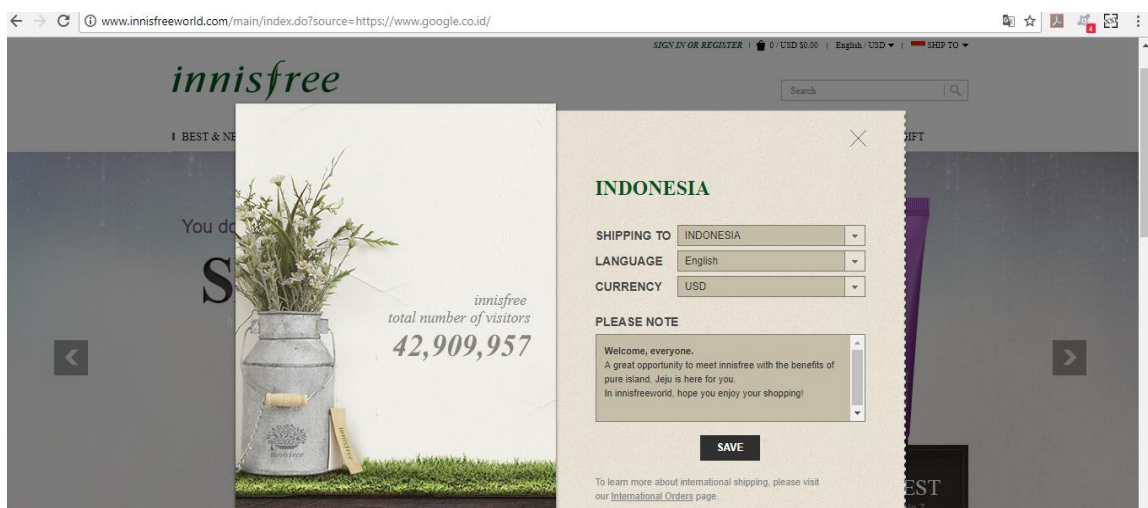 www.innisfreeworld.com/main/index.do?source=https://www.google.co.id/
4
SIGN IN OR REGISTER | 0 / USD $0.00 | English / USD ▾ | SHIP TO ▾
innisfree
Search
BEST & NE
GIFT
You do
S
innisfree
total number of visitors
42,909,957
innisfree
innisfree
INDONESIA
SHIPPING TO INDONESIA
LANGUAGE English
CURRENCY USD
PLEASE NOTE
Welcome, everyone.
A great opportunity to meet innisfree with the benefits of
pure island, Jeju is here for you.
In innisfreeworld, hope you enjoy your shopping!
SAVE
To learn more about international shipping, please visit
our International Orders page.
EST